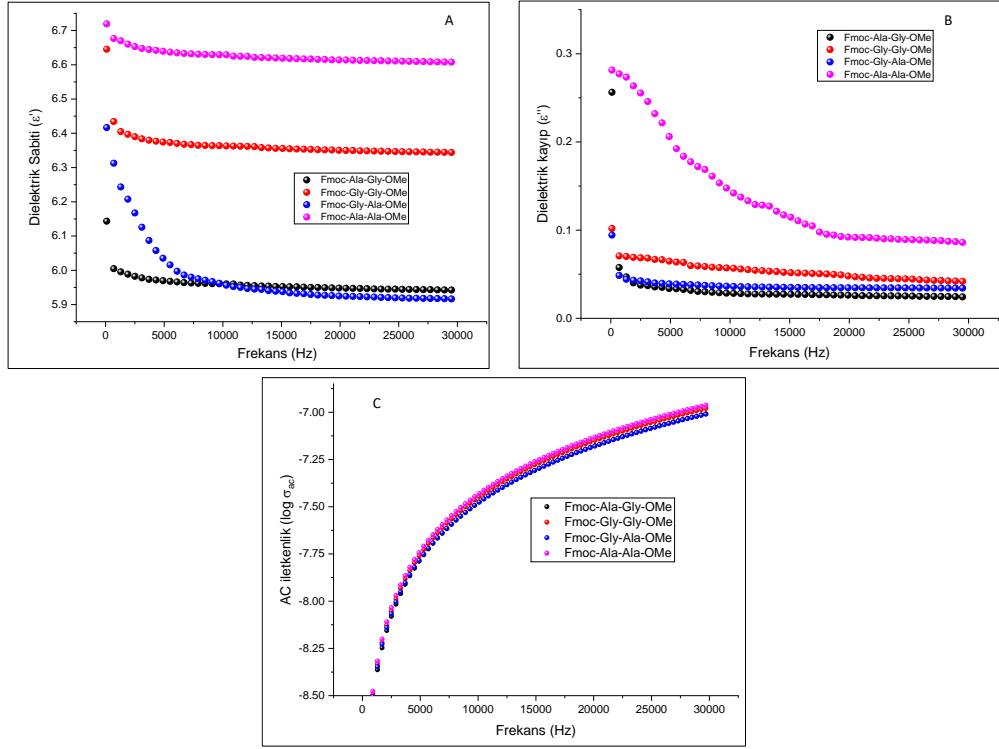 A
Dielektrik Sabiti (ε')
6.7
6.6
6.5
6.4
6.3
6.2
6.1
6.0
5.9
Fmoc-Ala-Gly-OMe
Fmoc-Gly-Gly-OMe
Fmoc-Gly-Ala-OMe
Fmoc-Ala-Ala-OMe
0 5000 10000 15000 20000 25000 30000
Frekans (Hz)
B
Dielektrik kayıp (ε'')
0.3
0.2
0.1
0.0
Fmoc-Ala-Gly-OMe
Fmoc-Gly-Gly-OMe
Fmoc-Gly-Ala-OMe
Fmoc-Ala-Ala-OMe
0 5000 10000 15000 20000 25000 30000
Frekans (Hz)
C
AC iletkenlik (log σac)
-7.00
-7.25
-7.50
-7.75
-8.00
-8.25
-8.50
Fmoc-Ala-Gly-OMe
Fmoc-Gly-Gly-OMe
Fmoc-Gly-Ala-OMe
Fmoc-Ala-Ala-OMe
0 5000 10000 15000 20000 25000 30000
Frekans (Hz)